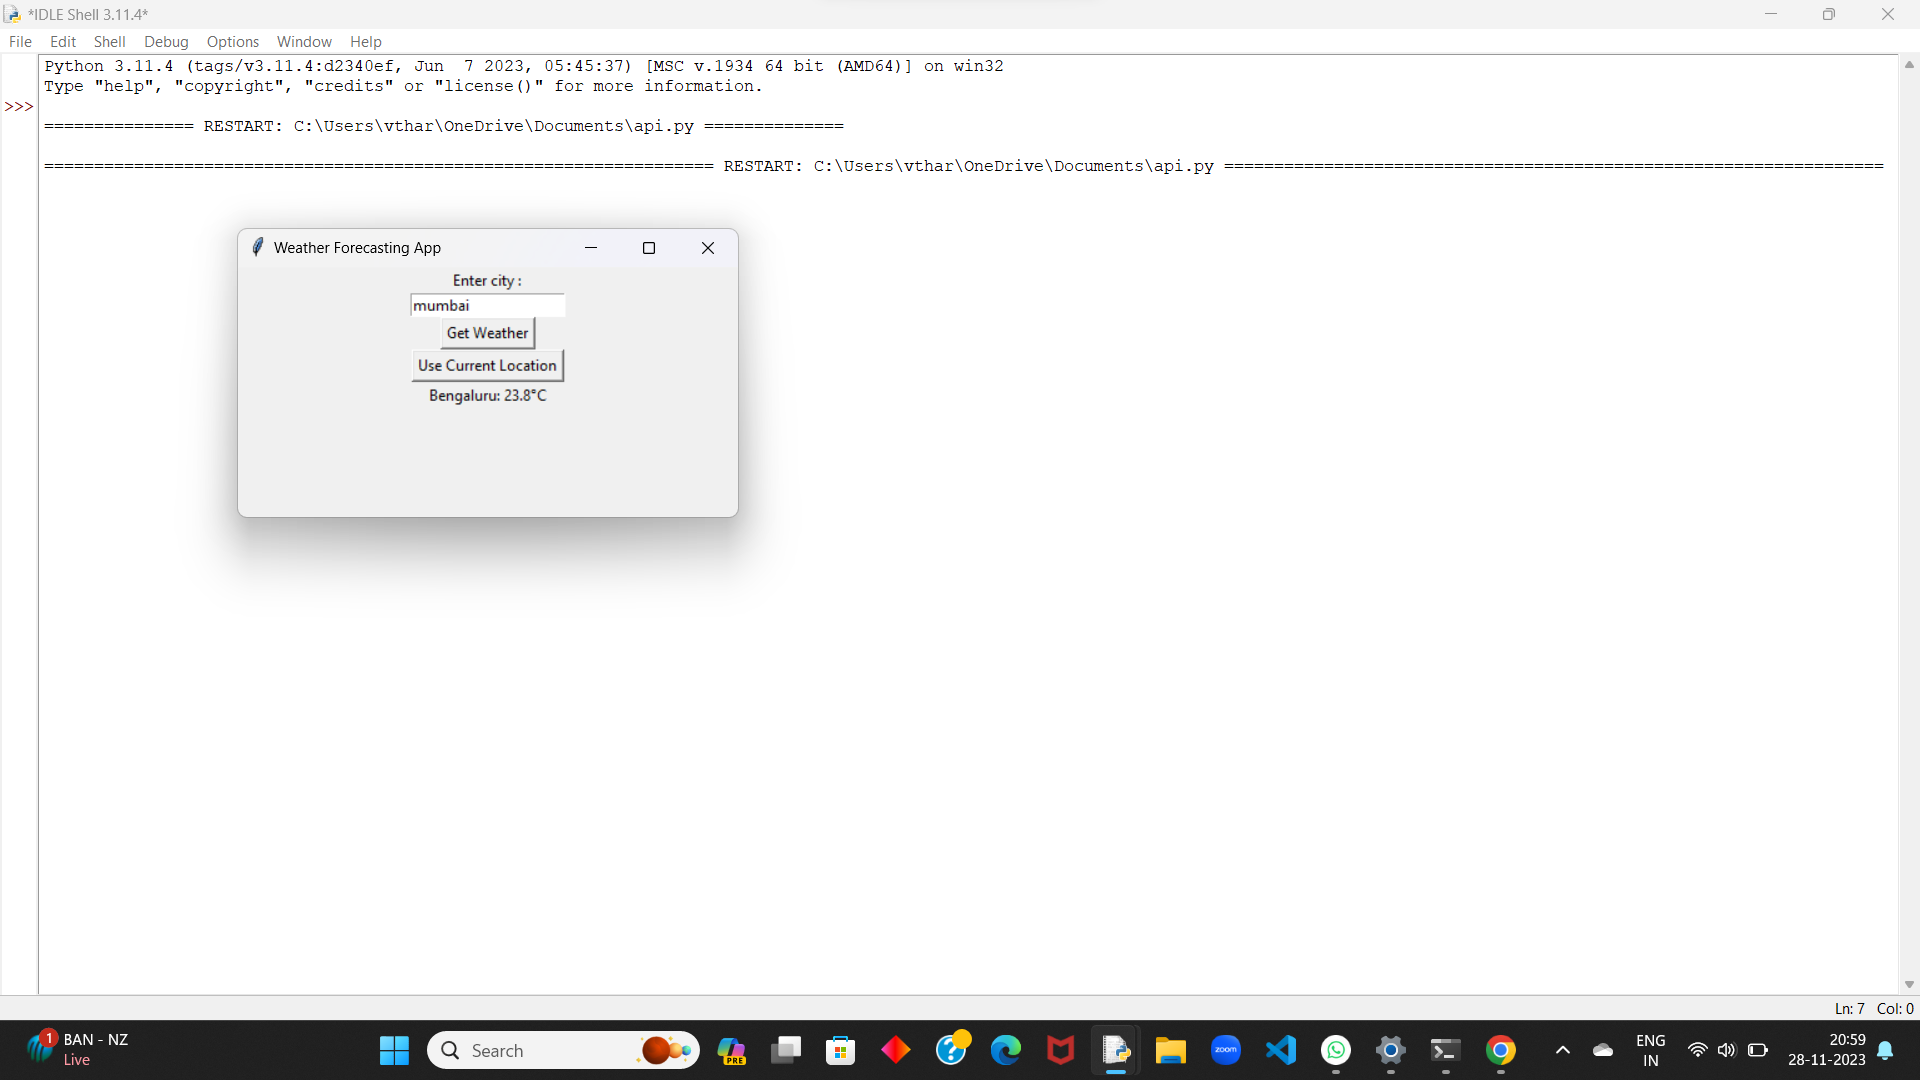 *IDLE Shell 3.11.4*
File Edit Shell Debug Options Window Help
Python 3.11.4 (tags/v3.11.4:d2340ef, Jun  7 2023, 05:45:37) [MSC v.1934 64 bit (AMD64)] on win32
Type "help", "copyright", "credits" or "license()" for more information.
>>>
=============== RESTART: C:\Users\vthar\OneDrive\Documents\api.py ==============
=================================================================== RESTART: C:\Users\vthar\OneDrive\Documents\api.py ==================================================================
Weather Forecasting App
Enter city :
mumbai
Get Weather
Use Current Location
Bengaluru: 23.8°C
Ln: 7 Col: 0
1 BAN - NZ
Live
Search
PRE
zoom
ENG
IN
20:59
28-11-2023